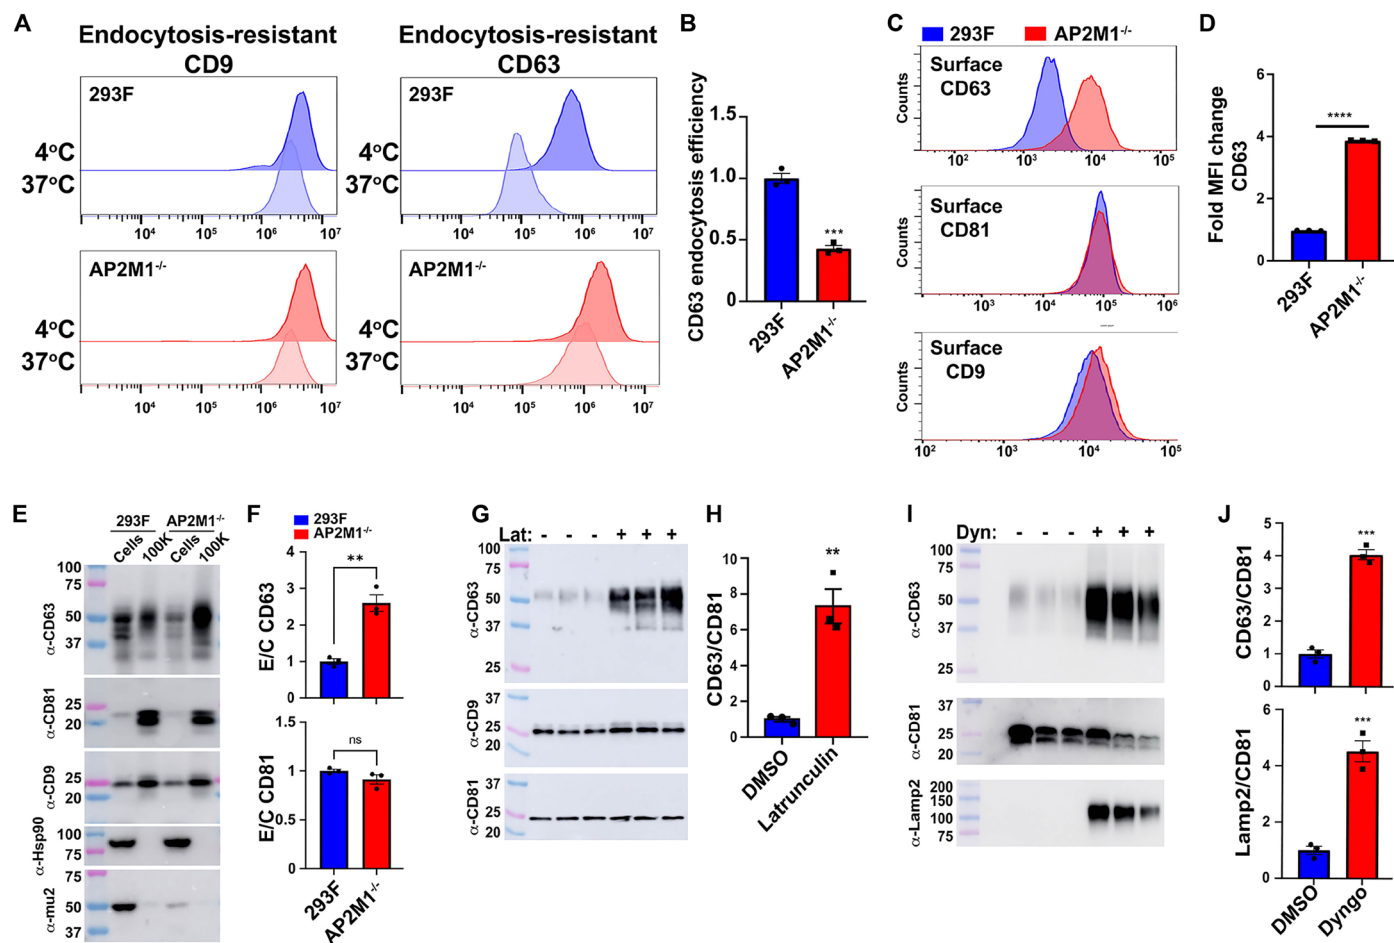 A
Endocytosis-resistant
CD9
293F
4°C
37°C
10⁴ 10⁵ 10⁶ 10⁷
AP2M1⁻/⁻
4°C
37°C
10⁴ 10⁵ 10⁶ 10⁷
Endocytosis-resistant
CD63
293F
4°C
37°C
10⁴ 10⁵ 10⁶ 10⁷
AP2M1⁻/⁻
4°C
37°C
10⁴ 10⁵ 10⁶ 10⁷
B
CD63 endocytosis efficiency
1.5
1.0
0.5
0
***
293F
AP2M1⁻/⁻
C
293F AP2M1⁻/⁻
Surface
CD63
Counts
10² 10³ 10⁴ 10⁵
Surface
CD81
Counts
10³ 10⁴ 10⁵ 10⁶
Surface
CD9
Counts
10² 10³ 10⁴ 10⁵
D
Fold MFI change
CD63
6
4
2
0
****
293F
AP2M1⁻/⁻
E
293F AP2M1⁻/⁻
Cells 100K Cells 100K
α-CD63
100
75
50
37
α-CD81
25
20
α-CD9
25
20
α-Hsp90
100
75
α-mu2
75
50
37
F
293F
AP2M1⁻/⁻
E/C CD63
4
3
2
1
0
**
E/C CD81
1.5
1
0.5
0
ns
293F
AP2M1⁻/⁻
G
Lat: - - - + + +
α-CD63
100
75
50
37
25
α-CD9
37
25
20
α-CD81
37
25
20
H
CD63/CD81
10
8
6
4
2
0
**
DMSO
Latrunculin
I
Dyn: - - - + + +
α-CD63
100
75
50
37
25
α-CD81
37
25
20
α-Lamp2
200
150
100
75
J
CD63/CD81
5
4
3
2
1
0
***
Lamp2/CD81
6
4
2
0
***
DMSO
Dyngo